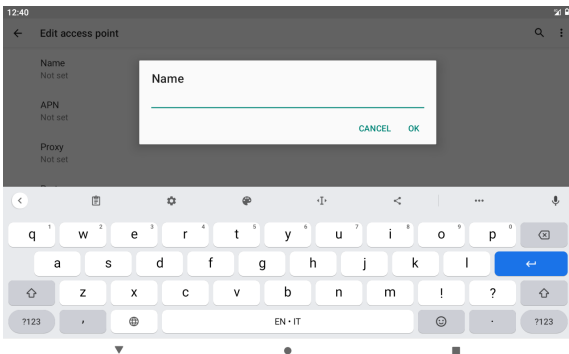 12:40
Edit access point
Name
Not set
APN
Not set
Proxy
Not set
Name
CANCEL OK
q 1 w 2 e 3 r 4 t 5 y 6 u 7 i 8 o 9 p 0
a s d f g h j k l
z x c v b n m ! ?
?123 , EN • IT . ?123